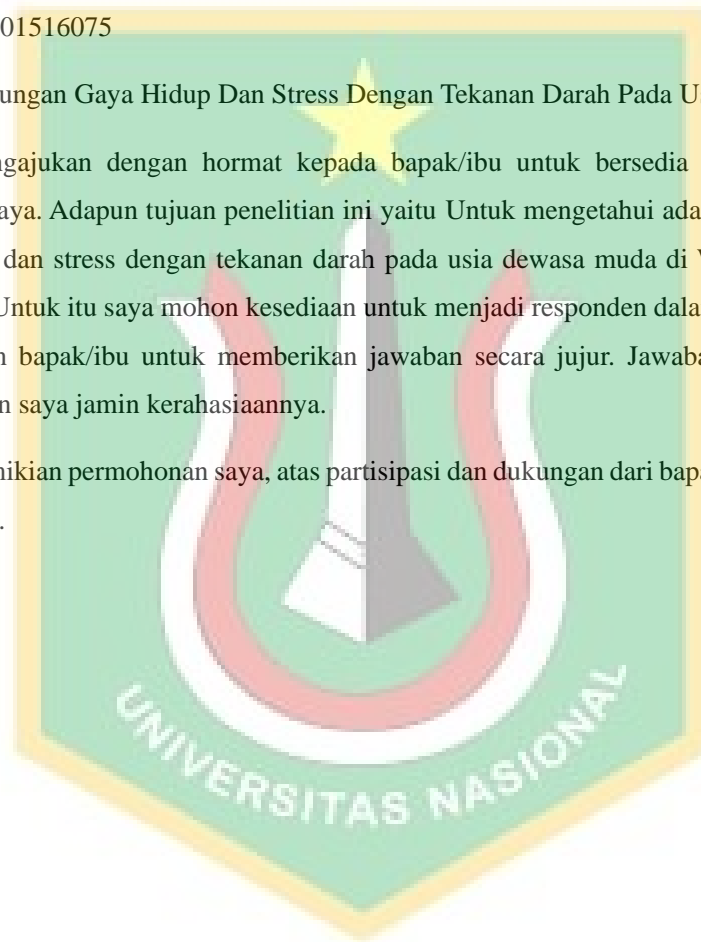 01516075
ungan Gaya Hidup Dan Stress Dengan Tekanan Darah Pada U
ngajukan dengan hormat kepada bapak/ibu untuk bersedia
aya. Adapun tujuan penelitian ini yaitu Untuk mengetahui ada
dan stress dengan tekanan darah pada usia dewasa muda di
Untuk itu saya mohon kesediaan untuk menjadi responden dala
n bapak/ibu untuk memberikan jawaban secara jujur. Jawaba
n saya jamin kerahasiaannya.
mikian permohonan saya, atas partisipasi dan dukungan dari bapa
.
UNIVERSITAS NASIONAL